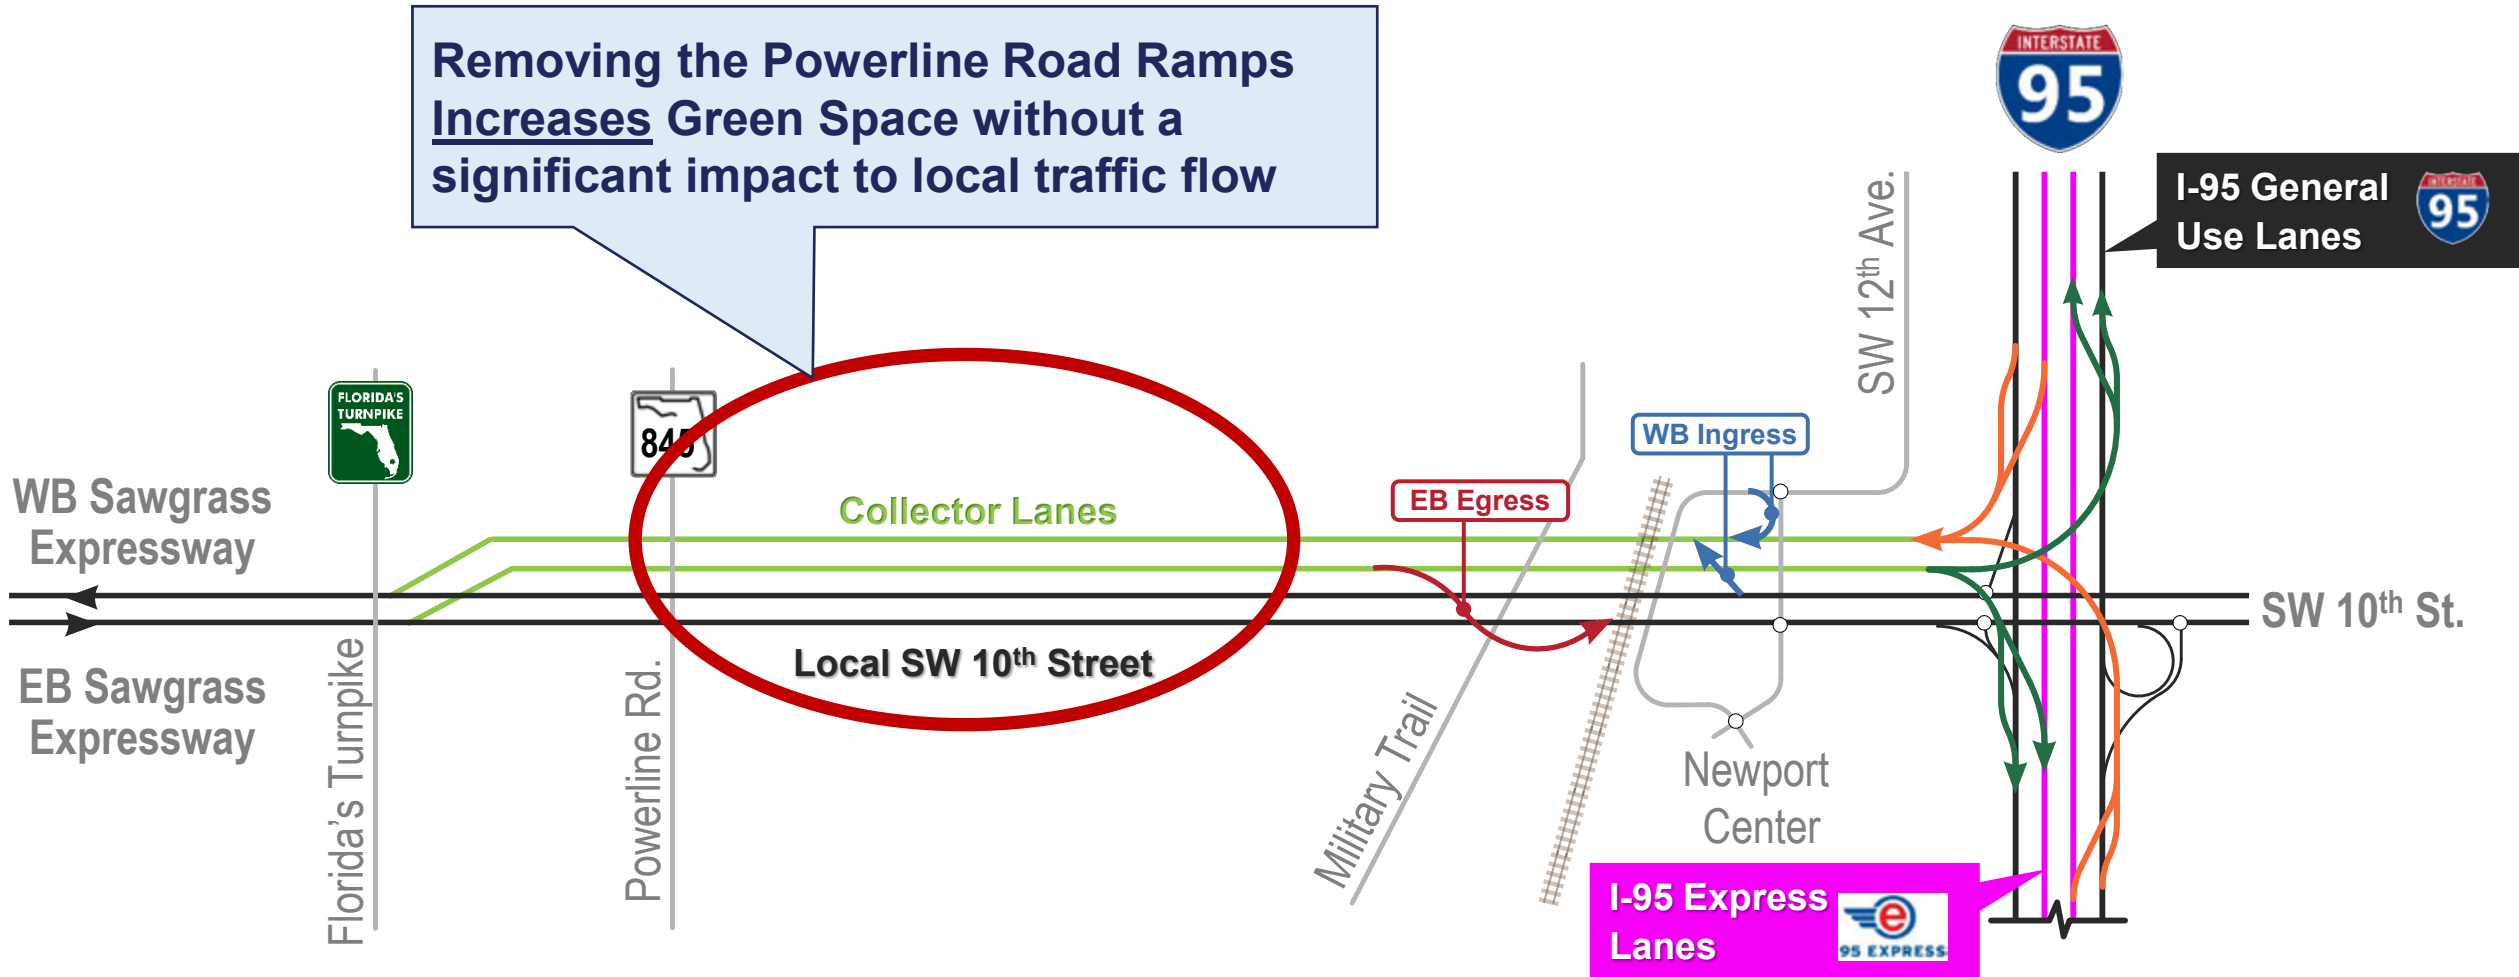 Removing the Powerline Road Ramps
Increases Green Space without a
significant impact to local traffic flow
INTERSTATE
95
I-95 General
Use Lanes
INTERSTATE
95
SW 12th Ave.
FLORIDA'S
TURNPIKE
845
WB Ingress
EB Egress
Collector Lanes
WB Sawgrass
Expressway
SW 10th St.
Local SW 10th Street
EB Sawgrass
Expressway
Florida's Turnpike
Powerline Rd.
Military Trail
Newport
Center
I-95 Express
Lanes
e
95 EXPRESS